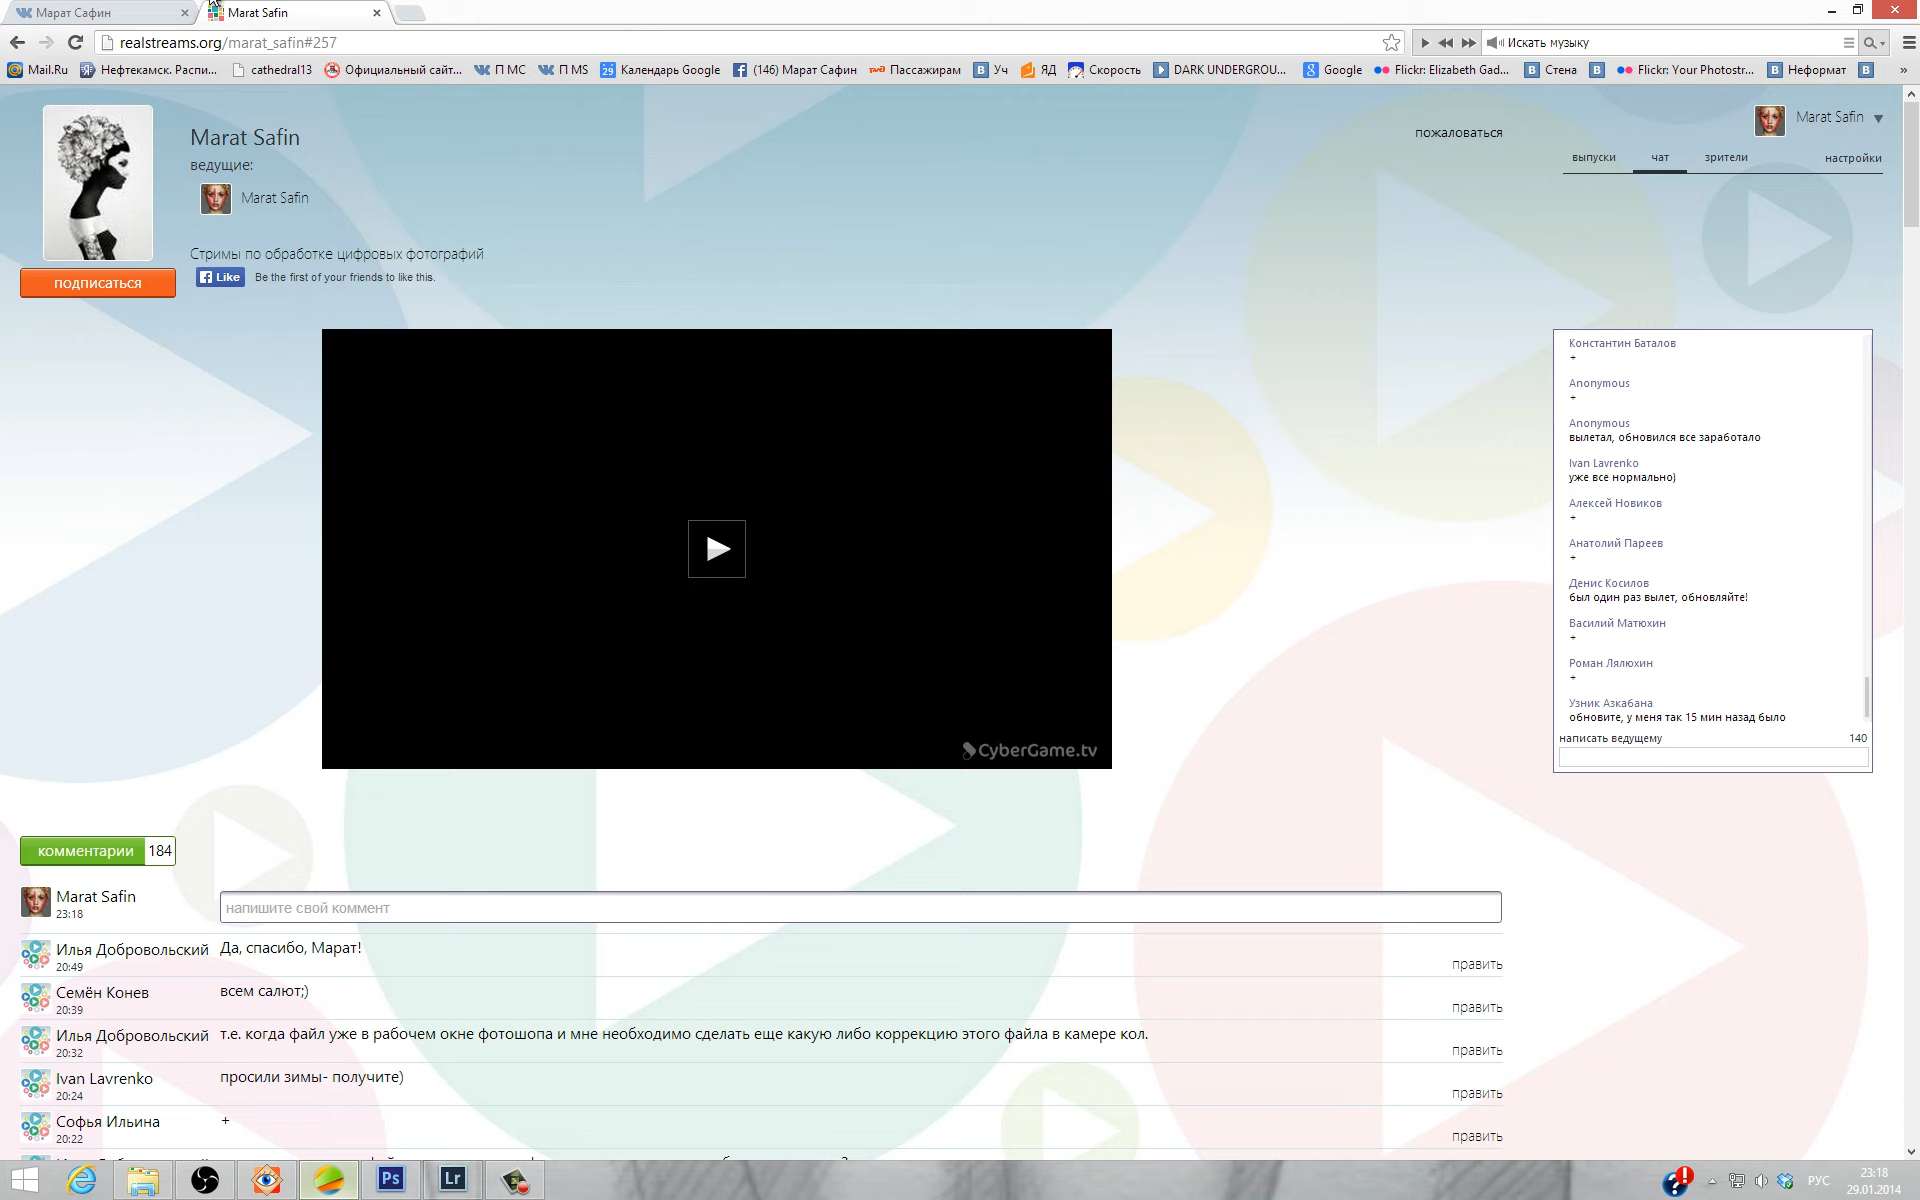 Марат Сафин
Marat Safin
realstreams.org/marat_safin#257
Искать музыку
Mail.Ru
Нефтекамск. Распи...
cathedral13
Официальный сайт...
П МС
П MS
29 Календарь Google
(146) Марат Сафин
Пассажирам
Уч
ЯД
Скорость
DARK UNDERGROU...
Google
Flickr: Elizabeth Gad...
Стена
Flickr: Your Photostr...
Неформат
»
Marat Safin
ведущие:
Marat Safin
Стримы по обработке цифровых фотографий
Like Be the first of your friends to like this.
подписаться
пожаловаться
Marat Safin
выпуски чат зрители настройки
CyberGame.tv
Константин Баталов
+
Anonymous
+
Anonymous
вылетал, обновился все заработало
Ivan Lavrenko
уже все нормально)
Алексей Новиков
+
Анатолий Пареев
+
Денис Косилов
был один раз вылет, обновляйте!
Василий Матюхин
+
Роман Лялюхин
+
Узник Азкабана
обновите, у меня так 15 мин назад было
написать ведущему 140
комментарии 184
Marat Safin
23:18
напишите свой коммент
Илья Добровольский Да, спасибо, Марат!
20:49
править
Семён Конев всем салют;)
20:39
править
Илья Добровольский т.е. когда файл уже в рабочем окне фотошопа и мне необходимо сделать еще какую либо коррекцию этого файла в камере кол.
20:32
править
Ivan Lavrenko просили зимы- получите)
20:24
править
Софья Ильина +
20:22
править
Ps
Lr
РУС
23:18
29.01.2014